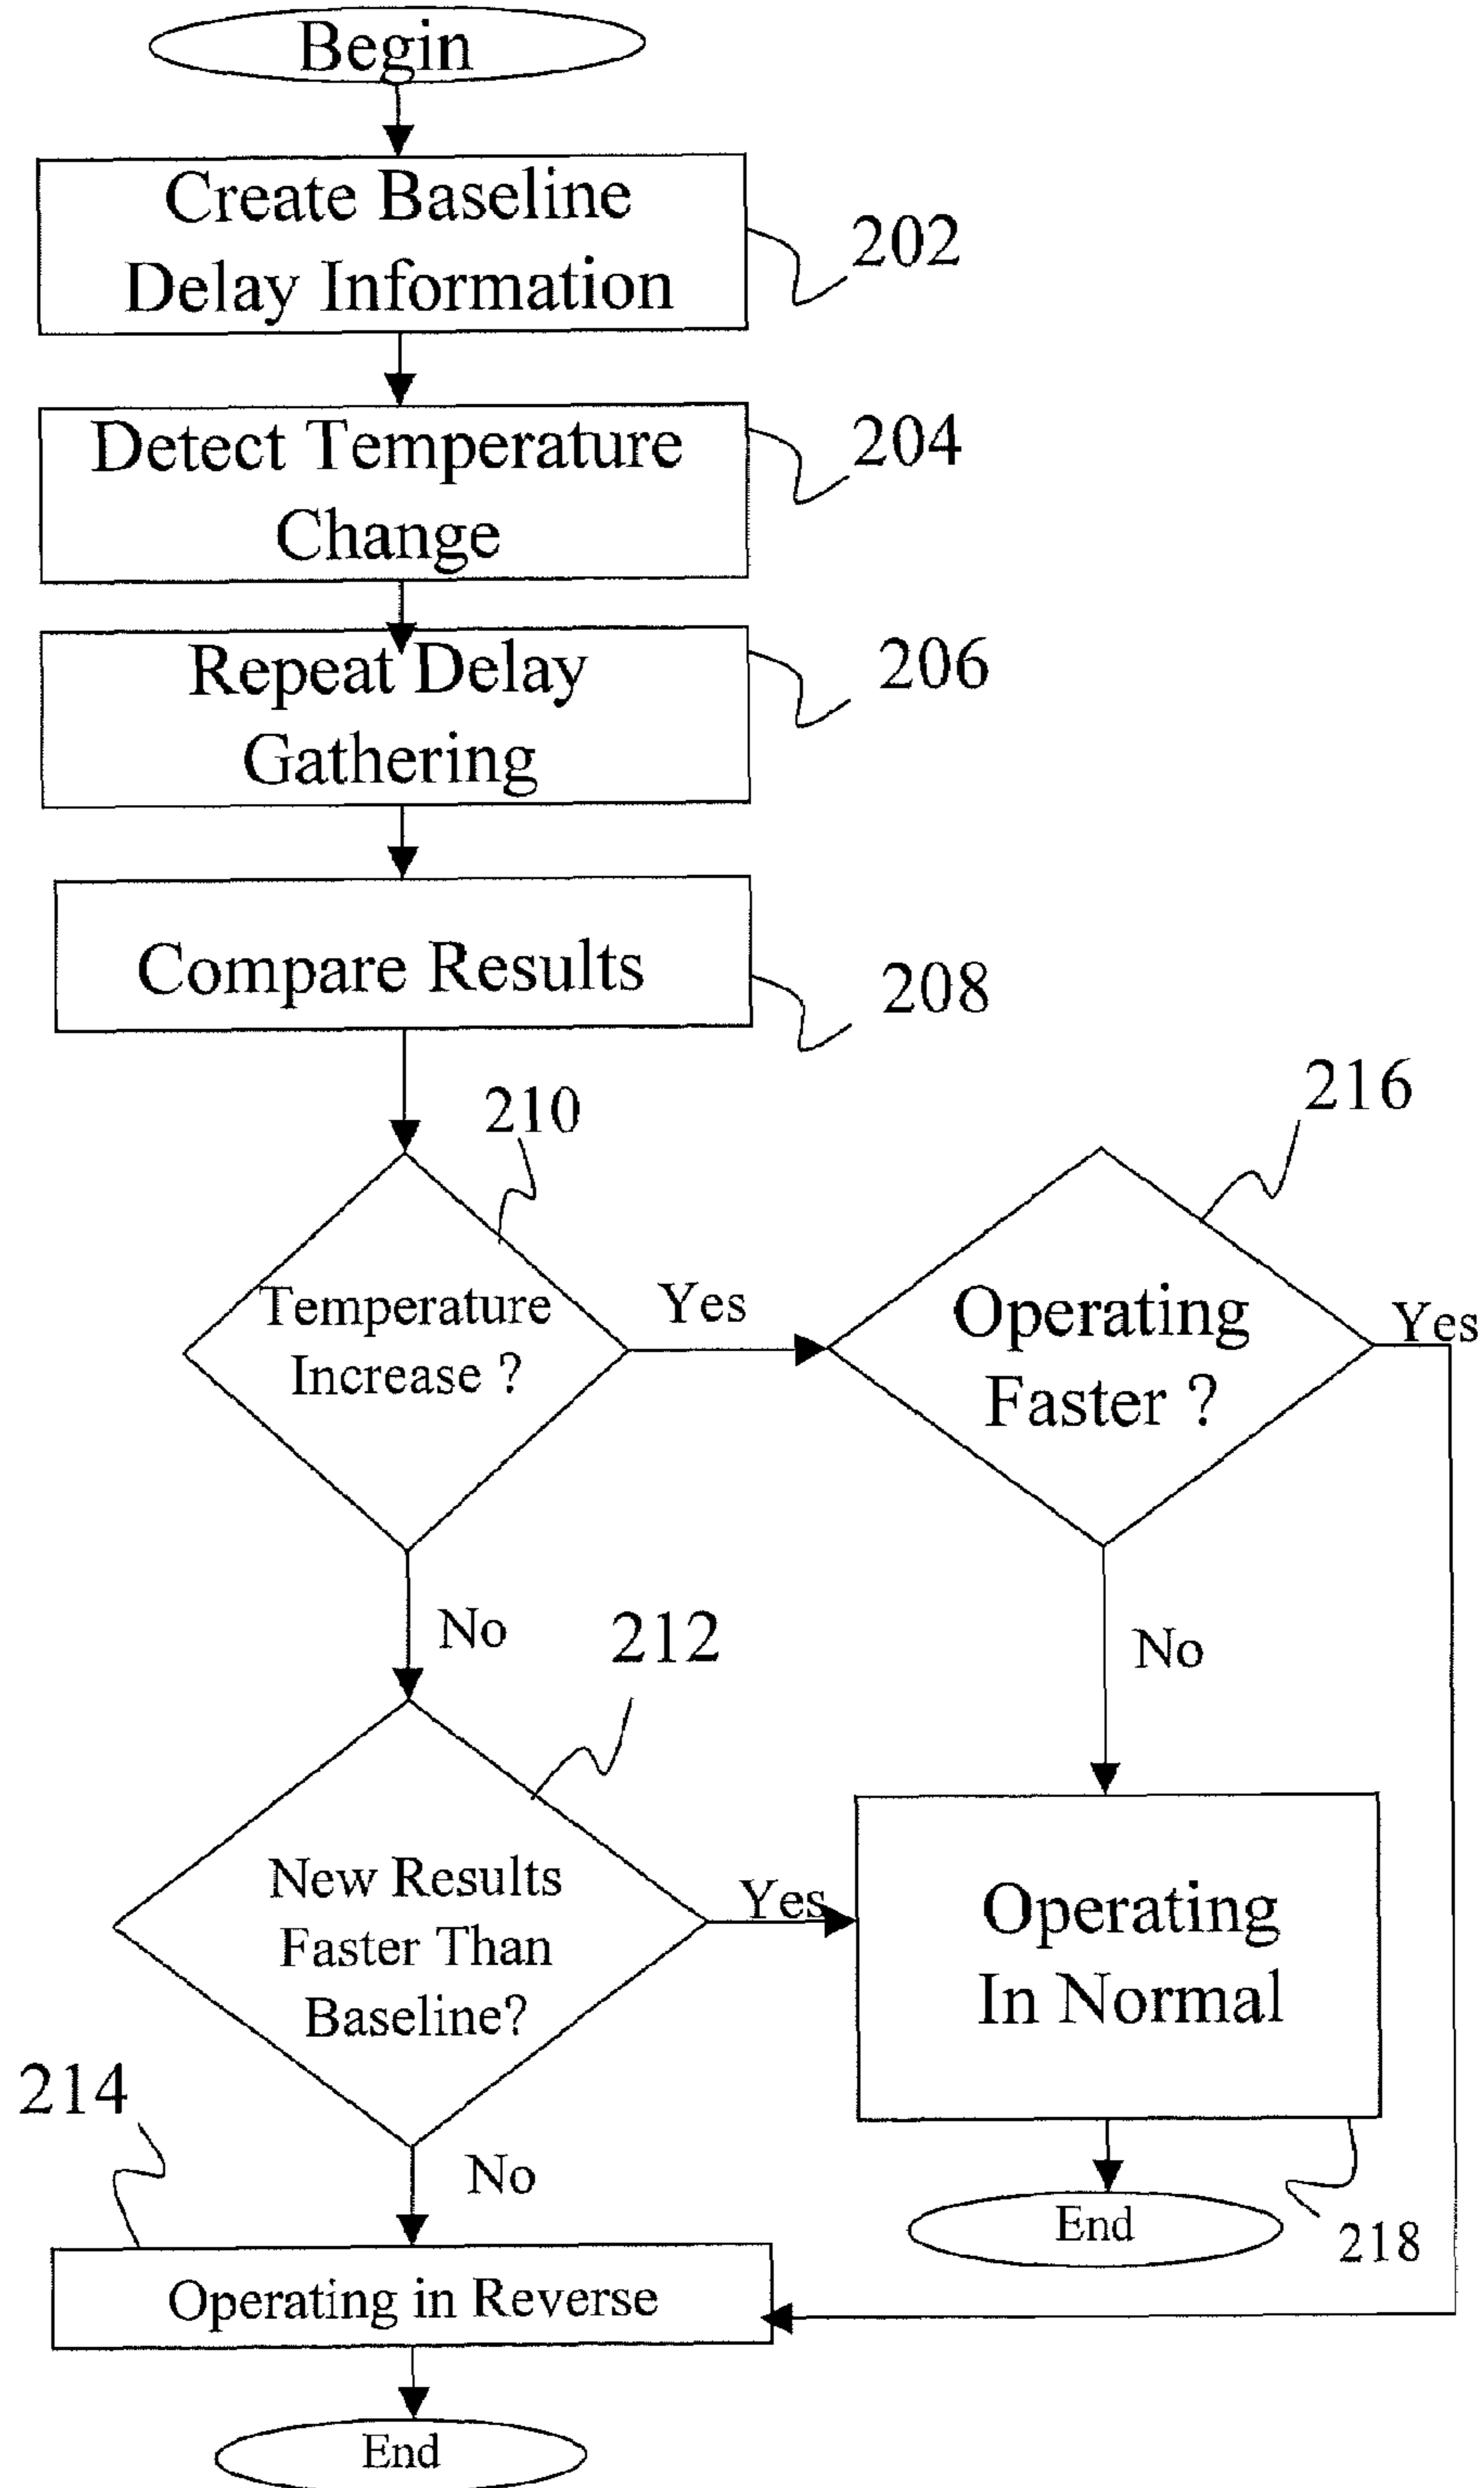 Begin
Create Baseline
Delay Information
202
Detect Temperature
Change
204
Repeat Delay
Gathering
206
Compare Results
208
210
Temperature
Increase ?
Yes
216
Operating
Faster ?
Yes
No
No
212
New Results
Faster Than
Baseline?
Yes
Operating
In Normal
214
No
End
218
Operating in Reverse
End